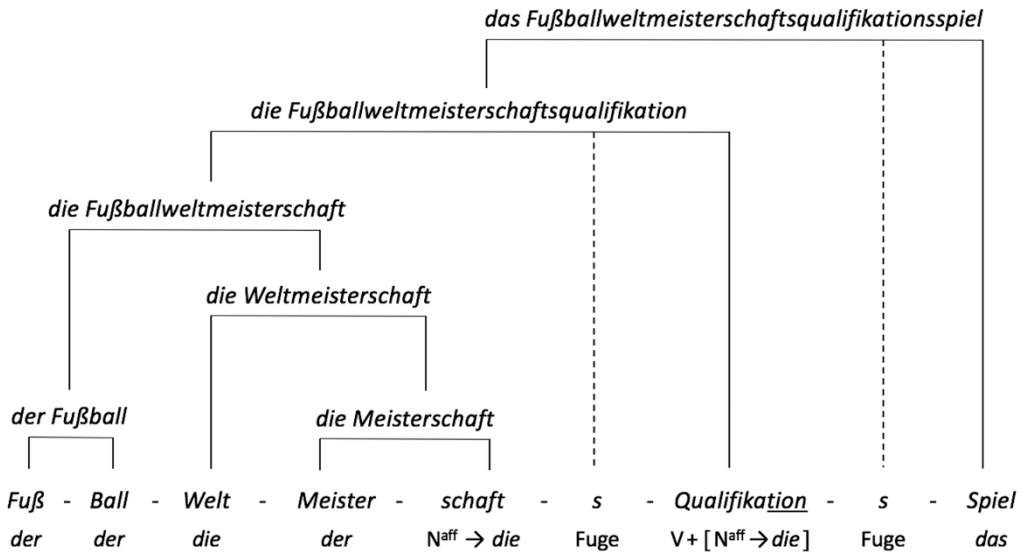 das Fußballweltmeisterschaftsqualifikationsspiel
die Fußballweltmeisterschaftsqualifikation
die Fußballweltmeisterschaft
die Weltmeisterschaft
der Fußball die Meisterschaft
Fuß - Ball - Welt - Meister - schaft - s - Qualifikation - s - Spiel
der der die der Nᵃᶠᶠ → die Fuge V + [ Nᵃᶠᶠ → die ] Fuge das